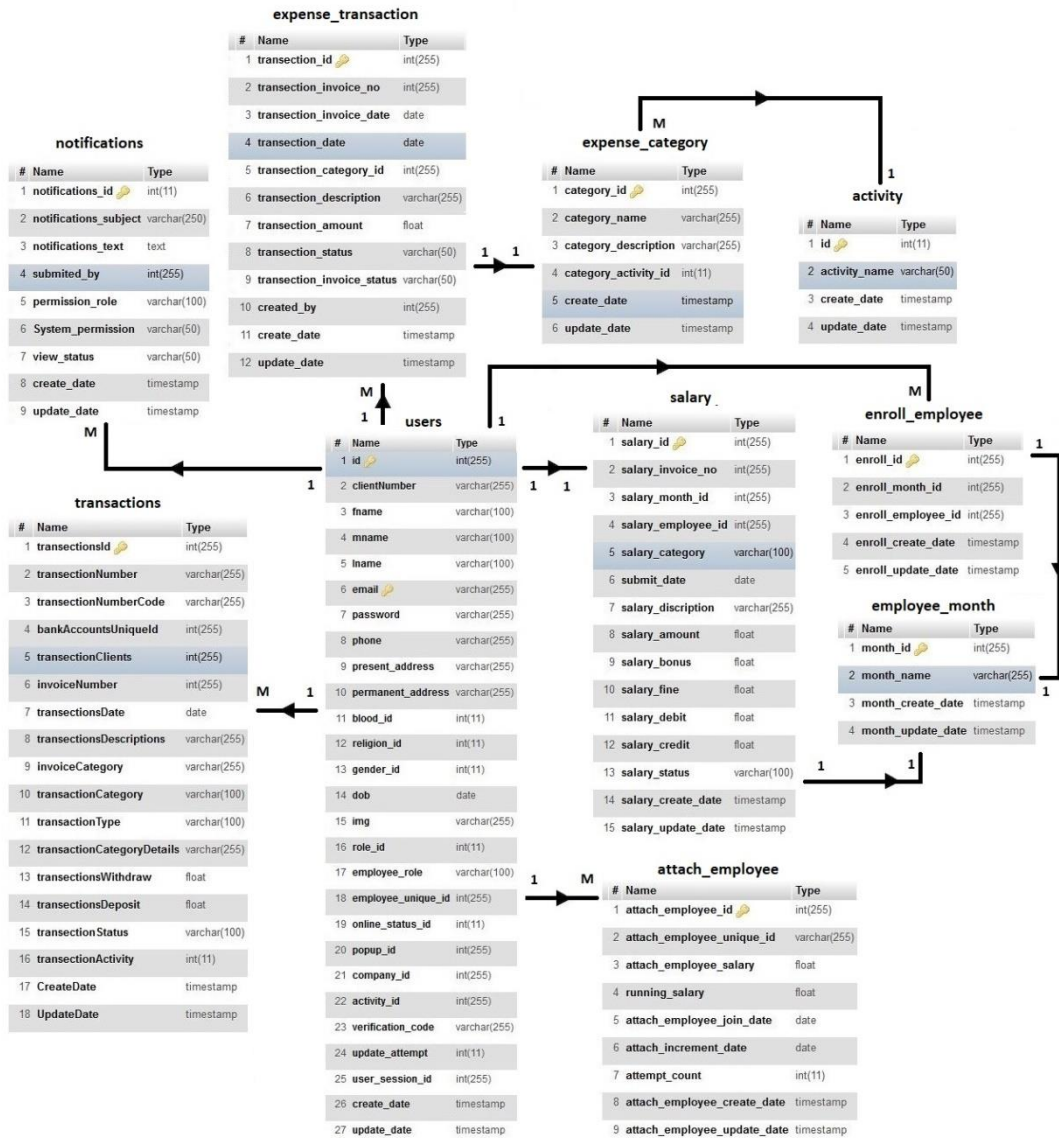 expense_transaction
# Name Type
1 transection_id int(255)
2 transection_invoice_no int(255)
3 transection_invoice_date date
4 transection_date date
5 transection_category_id int(255)
6 transection_description varchar(255)
7 transection_amount float
8 transection_status varchar(50)
9 transection_invoice_status varchar(50)
10 created_by int(255)
11 create_date timestamp
12 update_date timestamp
notifications
# Name Type
1 notifications_id int(11)
2 notifications_subject varchar(250)
3 notifications_text text
4 submited_by int(255)
5 permission_role varchar(100)
6 System_permission varchar(50)
7 view_status varchar(50)
8 create_date timestamp
9 update_date timestamp
M
1 1
M
expense_category
# Name Type
1 category_id int(255)
2 category_name varchar(255)
3 category_description varchar(255)
4 category_activity_id int(11)
5 create_date timestamp
6 update_date timestamp
1
activity
# Name Type
1 id int(11)
2 activity_name varchar(50)
3 create_date timestamp
4 update_date timestamp
M
1
1
M
users
# Name Type
1 id int(255)
2 clientNumber varchar(255)
3 fname varchar(100)
4 mname varchar(100)
5 lname varchar(100)
6 email varchar(255)
7 password varchar(255)
8 phone varchar(255)
9 present_address varchar(255)
10 permanent_address varchar(255)
11 blood_id int(11)
12 religion_id int(11)
13 gender_id int(11)
14 dob date
15 img varchar(255)
16 role_id int(11)
17 employee_role varchar(100)
18 employee_unique_id int(255)
19 online_status_id int(11)
20 popup_id int(255)
21 company_id int(255)
22 activity_id int(255)
23 verification_code varchar(255)
24 update_attempt int(11)
25 user_session_id int(255)
26 create_date timestamp
27 update_date timestamp
1
transactions
# Name Type
1 transectionsId int(255)
2 transectionNumber varchar(255)
3 transectionNumberCode varchar(255)
4 bankAccountsUniqueId int(255)
5 transectionClients int(255)
6 invoiceNumber int(255)
7 transectionsDate date
8 transectionsDescriptions varchar(255)
9 invoiceCategory varchar(255)
10 transactionCategory varchar(100)
11 transactionType varchar(100)
12 transactionCategoryDetails varchar(255)
13 transectionsWithdraw float
14 transectionsDeposit float
15 transectionStatus varchar(100)
16 transectionActivity int(11)
17 CreateDate timestamp
18 UpdateDate timestamp
M 1
1 1
salary
# Name Type
1 salary_id int(255)
2 salary_invoice_no int(255)
3 salary_month_id int(255)
4 salary_employee_id int(255)
5 salary_category varchar(100)
6 submit_date date
7 salary_discription varchar(255)
8 salary_amount float
9 salary_bonus float
10 salary_fine float
11 salary_debit float
12 salary_credit float
13 salary_status varchar(100)
14 salary_create_date timestamp
15 salary_update_date timestamp
enroll_employee
# Name Type
1 enroll_id int(255)
2 enroll_month_id int(255)
3 enroll_employee_id int(255)
4 enroll_create_date timestamp
5 enroll_update_date timestamp
1
employee_month
# Name Type
1 month_id int(255)
2 month_name varchar(255)
3 month_create_date timestamp
4 month_update_date timestamp
1
1 1
1 M
attach_employee
# Name Type
1 attach_employee_id int(255)
2 attach_employee_unique_id varchar(255)
3 attach_employee_salary float
4 running_salary float
5 attach_employee_join_date date
6 attach_increment_date date
7 attempt_count int(11)
8 attach_employee_create_date timestamp
9 attach_employee_update_date timestamp